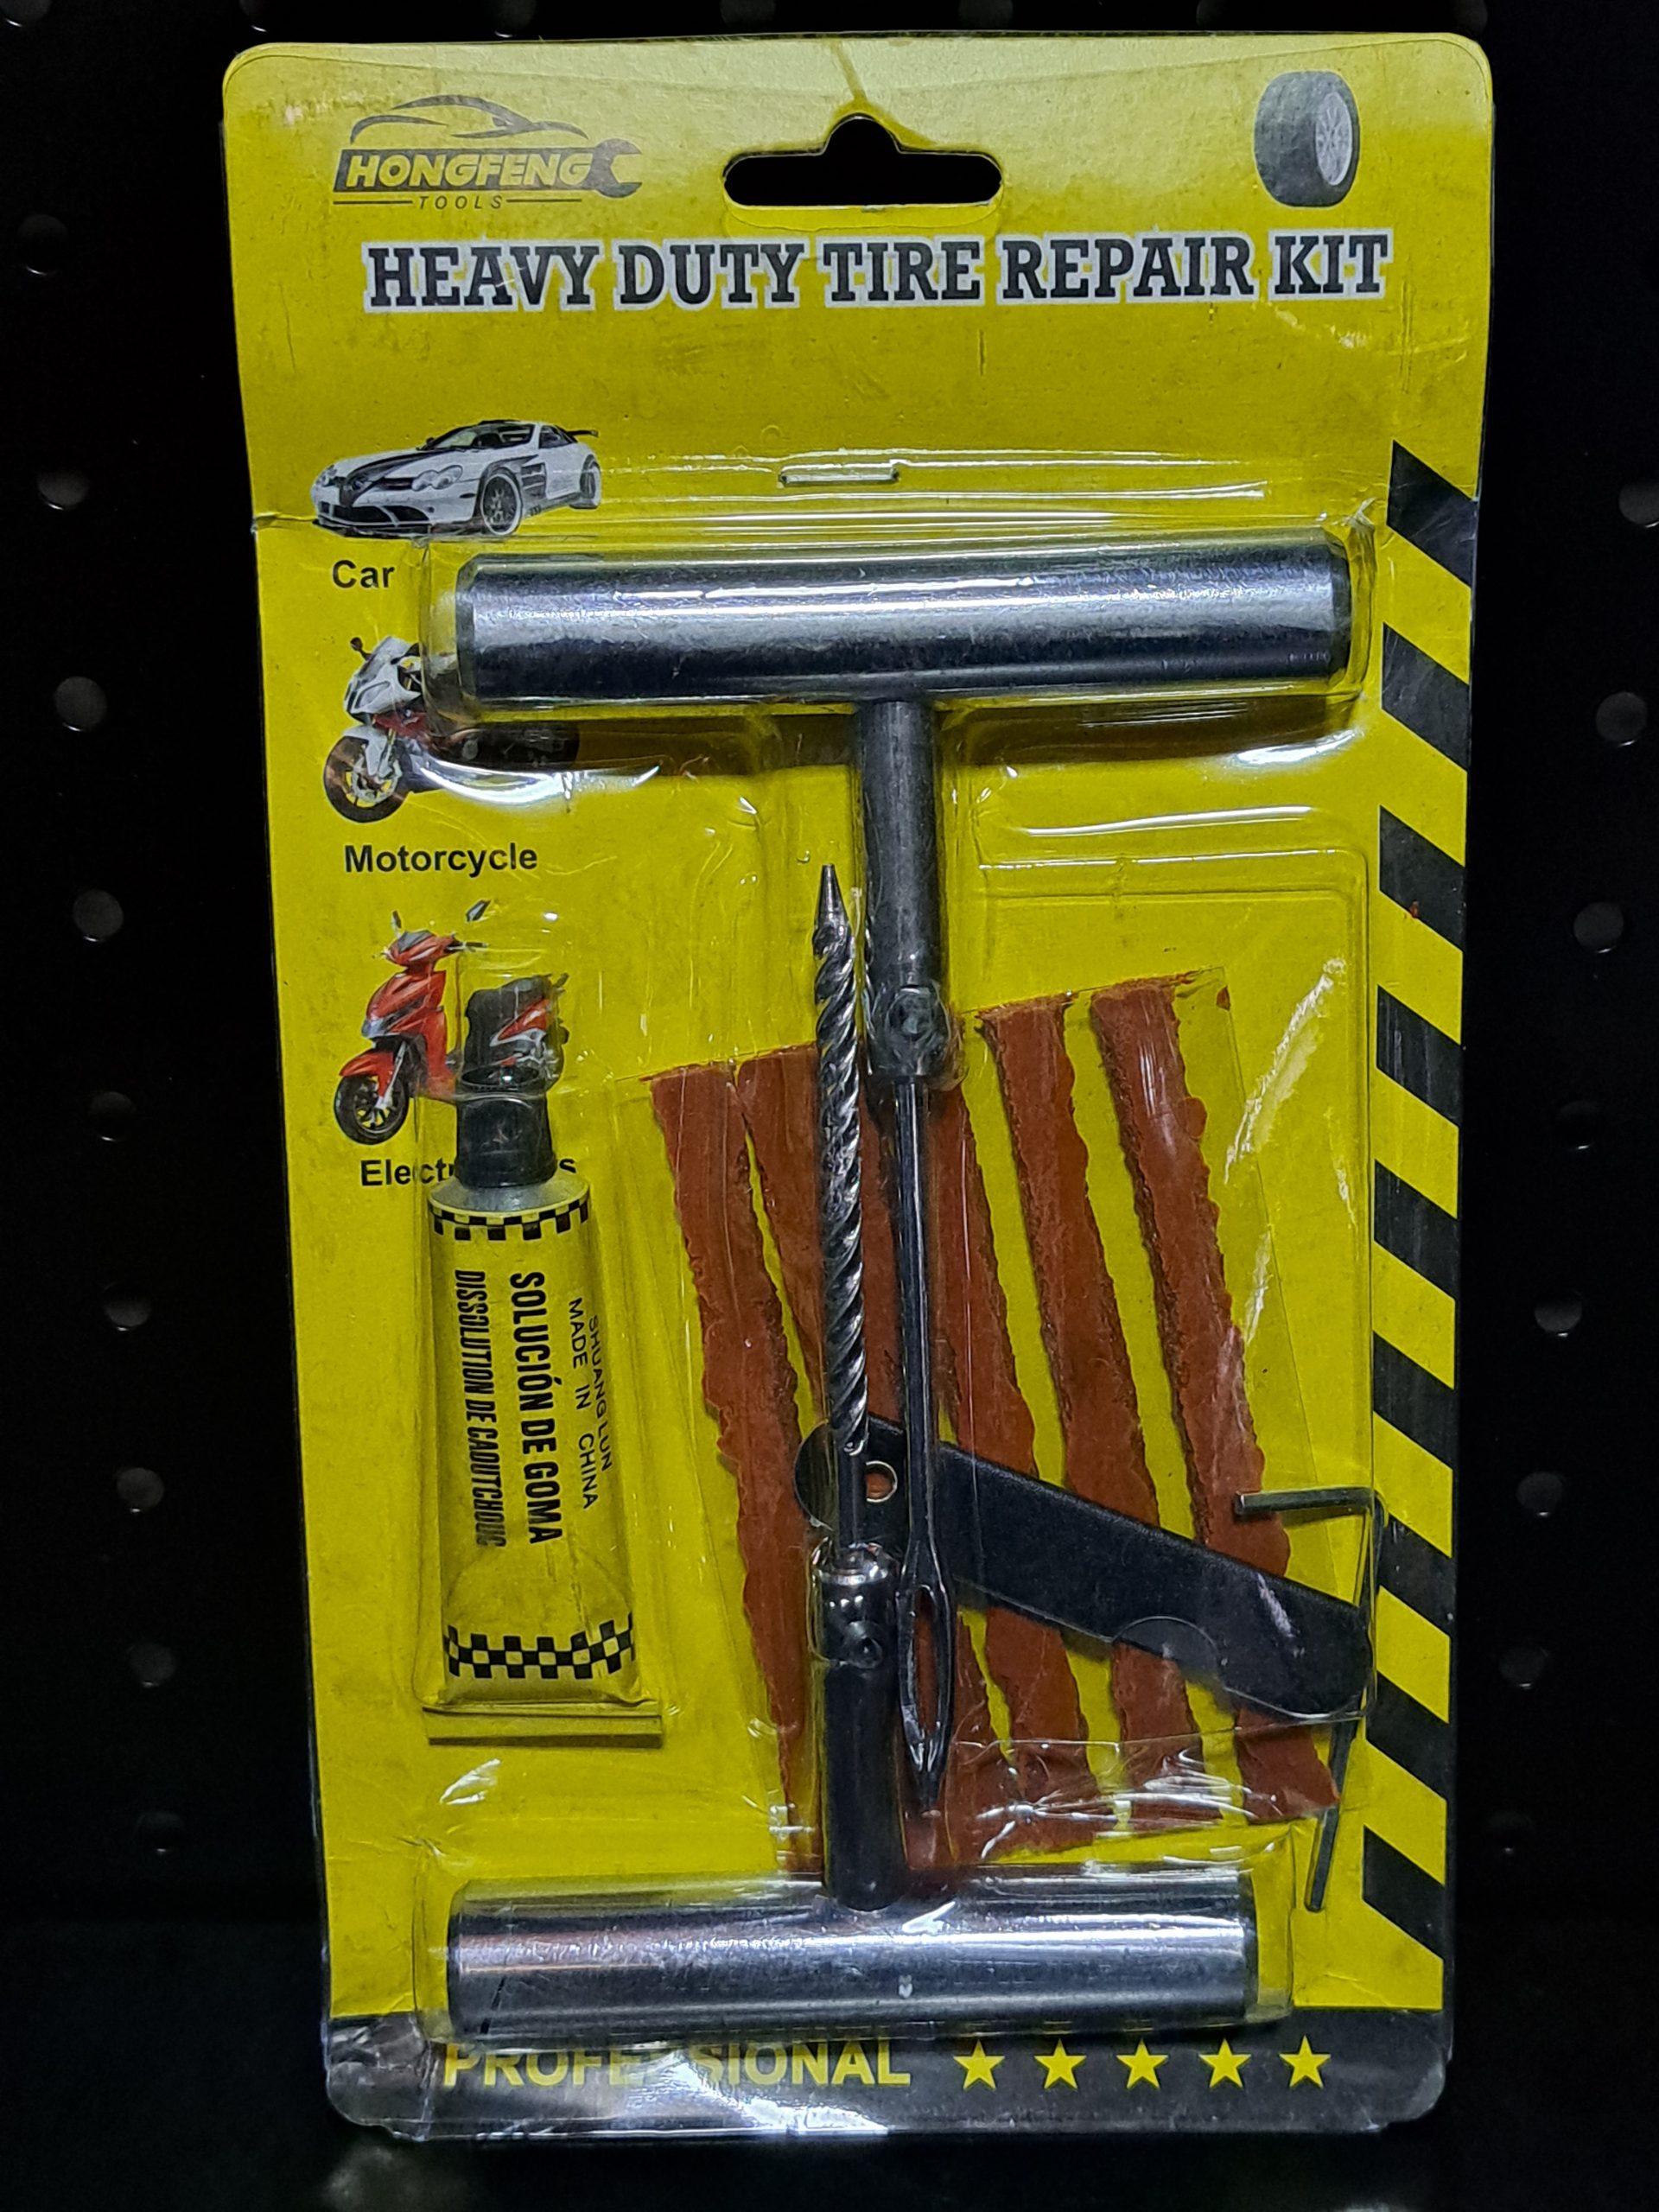 HONGFENG
TOOLS
HEAVY DUTY TIRE REPAIR KIT
Car
Motorcycle
SHUANG LUN
MADE IN CHINA
SOLUCIÓN DE GOMA
DISSOLUTION DE CAOUTCHOUC
PROFESSIONAL